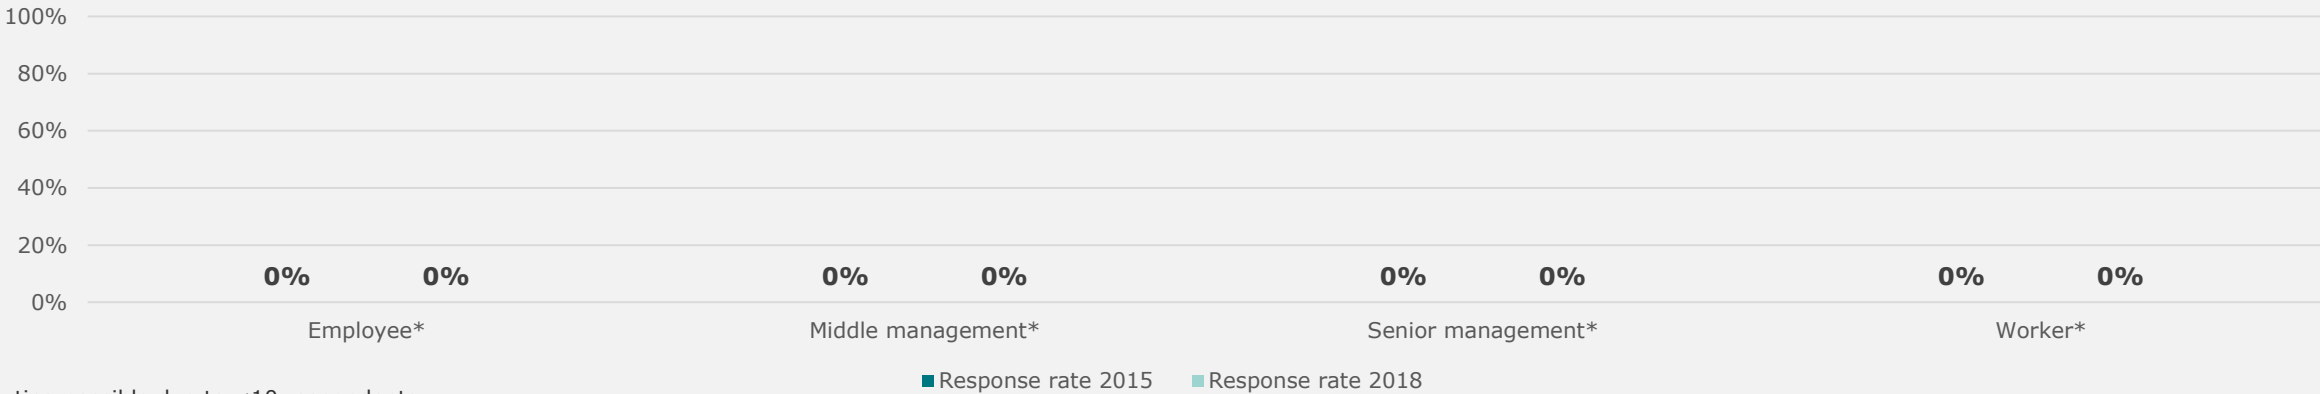 100%
80%
60%
40%
20%
0%
0% 0% 0% 0% 0% 0% 0% 0%
Employee* Middle management* Senior management* Worker*
Response rate 2015 Response rate 2018